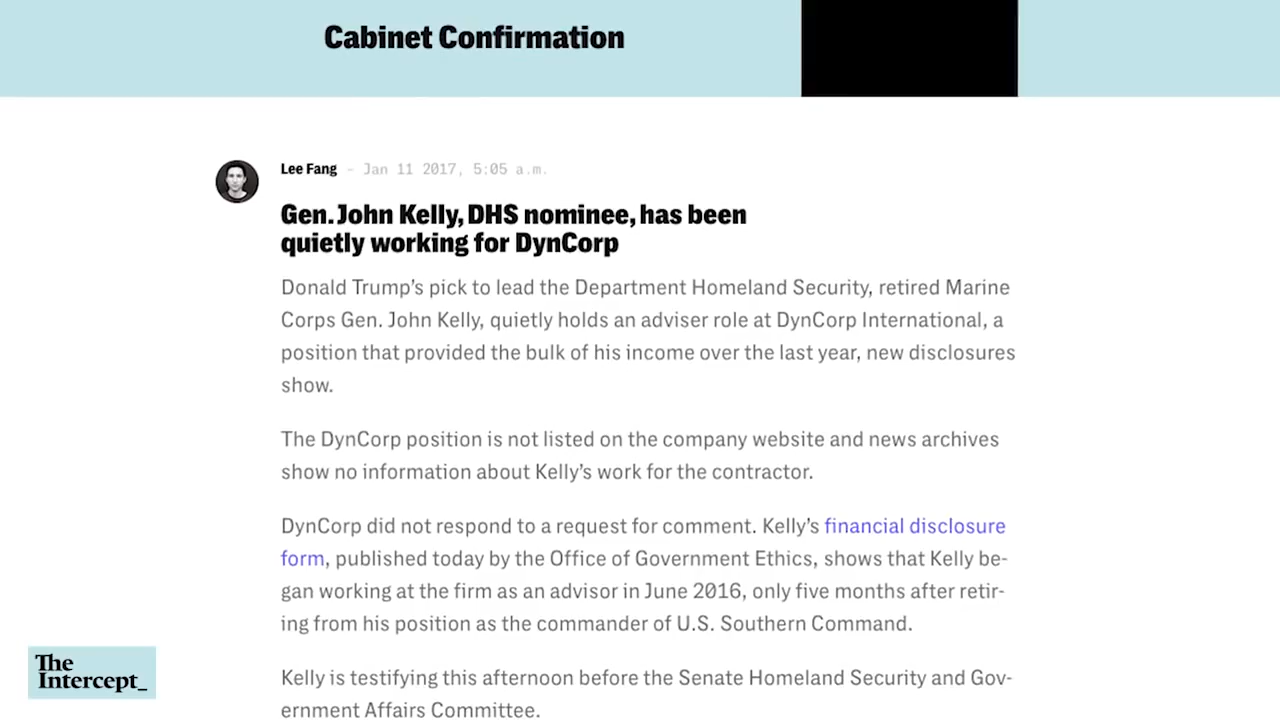 Cabinet Confirmation
Lee Fang - Jan 11 2017, 5:05 a.m.
Gen. John Kelly, DHS nominee, has been
quietly working for DynCorp
Donald Trump's pick to lead the Department Homeland Security, retired Marine
Corps Gen. John Kelly, quietly holds an adviser role at DynCorp International, a
position that provided the bulk of his income over the last year, new disclosures
show.
The DynCorp position is not listed on the company website and news archives
show no information about Kelly's work for the contractor.
DynCorp did not respond to a request for comment. Kelly's financial disclosure
form, published today by the Office of Government Ethics, shows that Kelly be-
gan working at the firm as an advisor in June 2016, only five months after retir-
ing from his position as the commander of U.S. Southern Command.
Kelly is testifying this afternoon before the Senate Homeland Security and Gov-
ernment Affairs Committee.
The
Intercept_